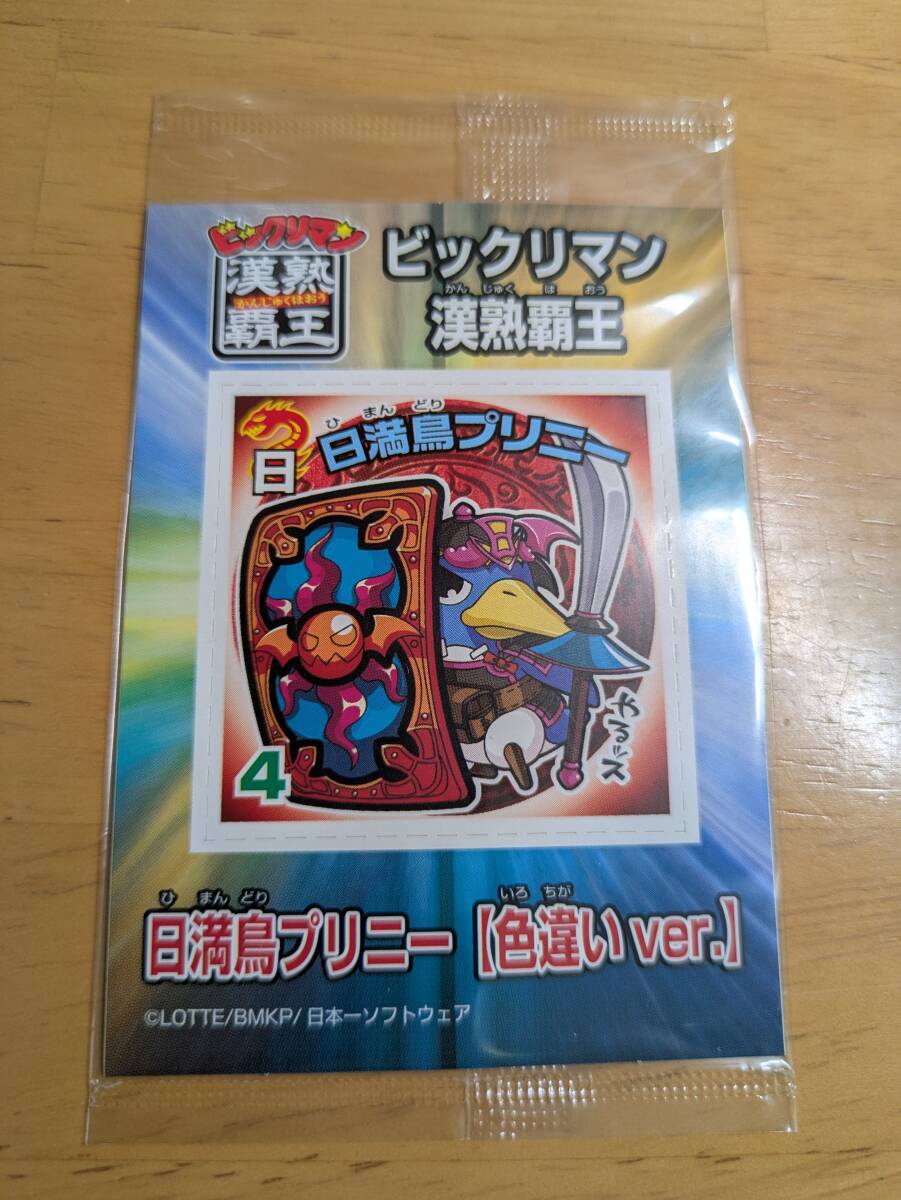 ビックリマン
漢熟
かんじゅくはおう
覇王
ビックリマン
かんじゅくはおう
漢熟覇王
ひまんどり
日満鳥プリニー
日
やるッス
4
ひまんどり いろちが
日満鳥プリニー【色違いver.】
©LOTTE/BMKP/日本一ソフトウェア